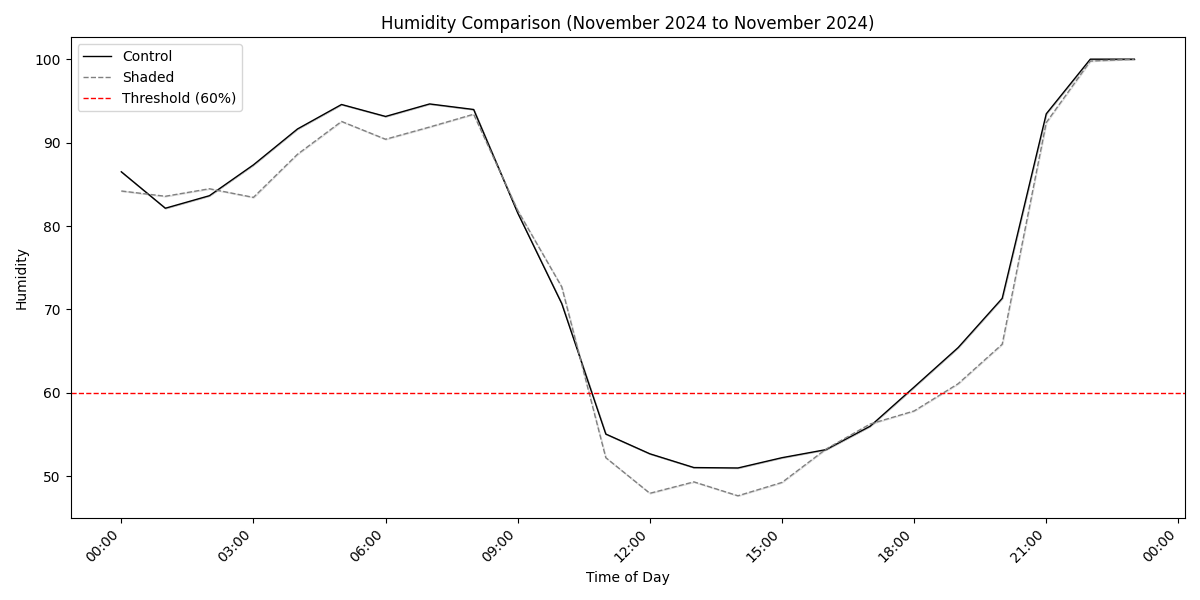 Humidity Comparison (November 2024 to November 2024)
Control
Shaded
Threshold (60%)
Humidity
100
90
80
70
60
50
00:00
03:00
06:00
09:00
12:00
15:00
18:00
21:00
00:00
Time of Day